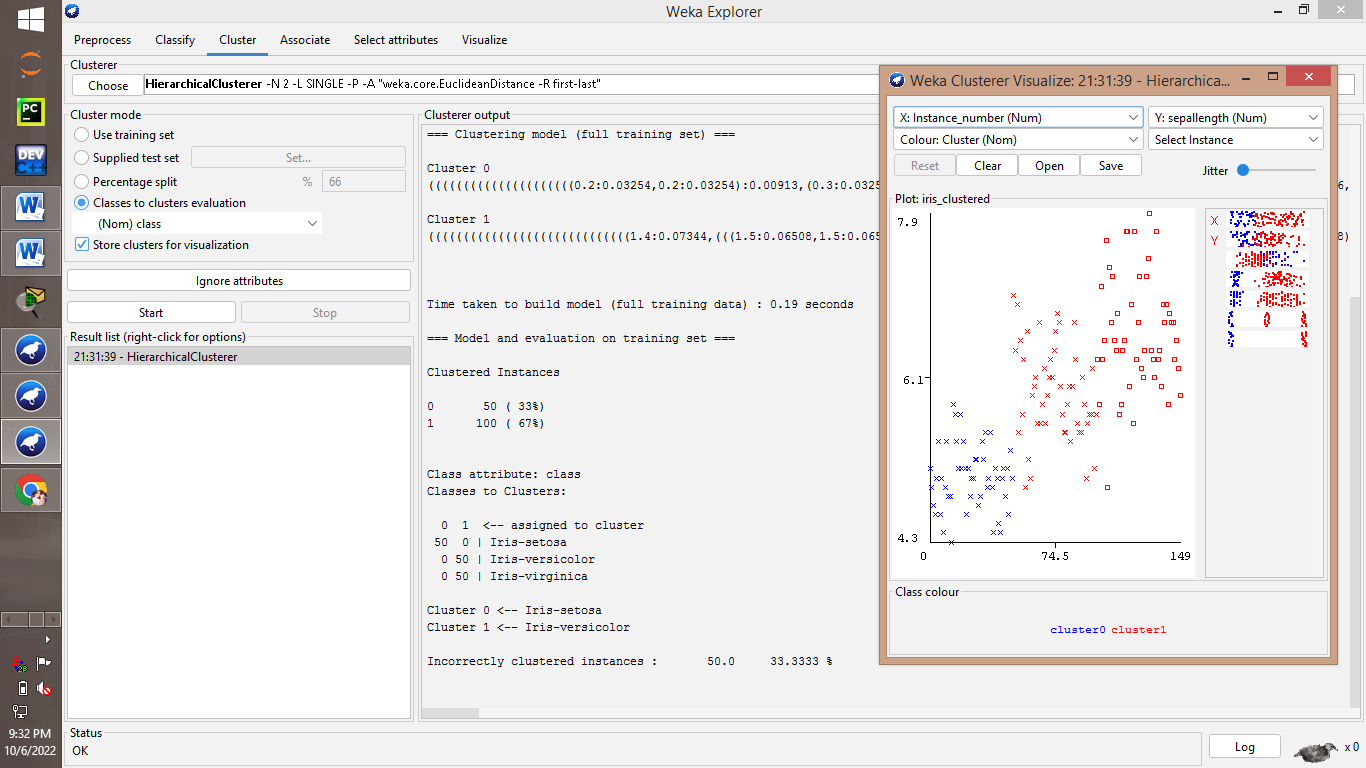 Weka Explorer
Preprocess Classify Cluster Associate Select attributes Visualize
Clusterer
Choose HierarchicalClusterer -N 2 -L SINGLE -P -A "weka.core.EuclideanDistance -R first-last"
Cluster mode
Use training set
Supplied test set Set...
Percentage split % 66
Classes to clusters evaluation
(Nom) class
Store clusters for visualization
Ignore attributes
Start Stop
Result list (right-click for options)
21:31:39 - HierarchicalClusterer
Clusterer output
=== Clustering model (full training set) ===
Cluster 0
((((((((((((((((((((((0.2:0.03254,0.2:0.03254):0.00913,(0.3:0.0325
Cluster 1
((((((((((((((((((((((((((((((1.4:0.07344,(((1.5:0.06508,1.5:0.065
Time taken to build model (full training data) : 0.19 seconds
=== Model and evaluation on training set ===
Clustered Instances
0 50 ( 33%)
1 100 ( 67%)
Class attribute: class
Classes to Clusters:
0 1 <-- assigned to cluster
50 0 | Iris-setosa
0 50 | Iris-versicolor
0 50 | Iris-virginica
Cluster 0 <-- Iris-setosa
Cluster 1 <-- Iris-versicolor
Incorrectly clustered instances : 50.0 33.3333 %
Weka Clusterer Visualize: 21:31:39 - Hierarchica...
X: Instance_number (Num) Y: sepallength (Num)
Colour: Cluster (Nom) Select Instance
Reset Clear Open Save Jitter
Plot: iris_clustered
7.9
6.1
4.3
0 74.5 149
X
Y
Class colour
cluster0 cluster1
6,
8)
Status
OK
Log
x 0
PC
DEV
C++
W
W
9:32 PM
10/6/2022